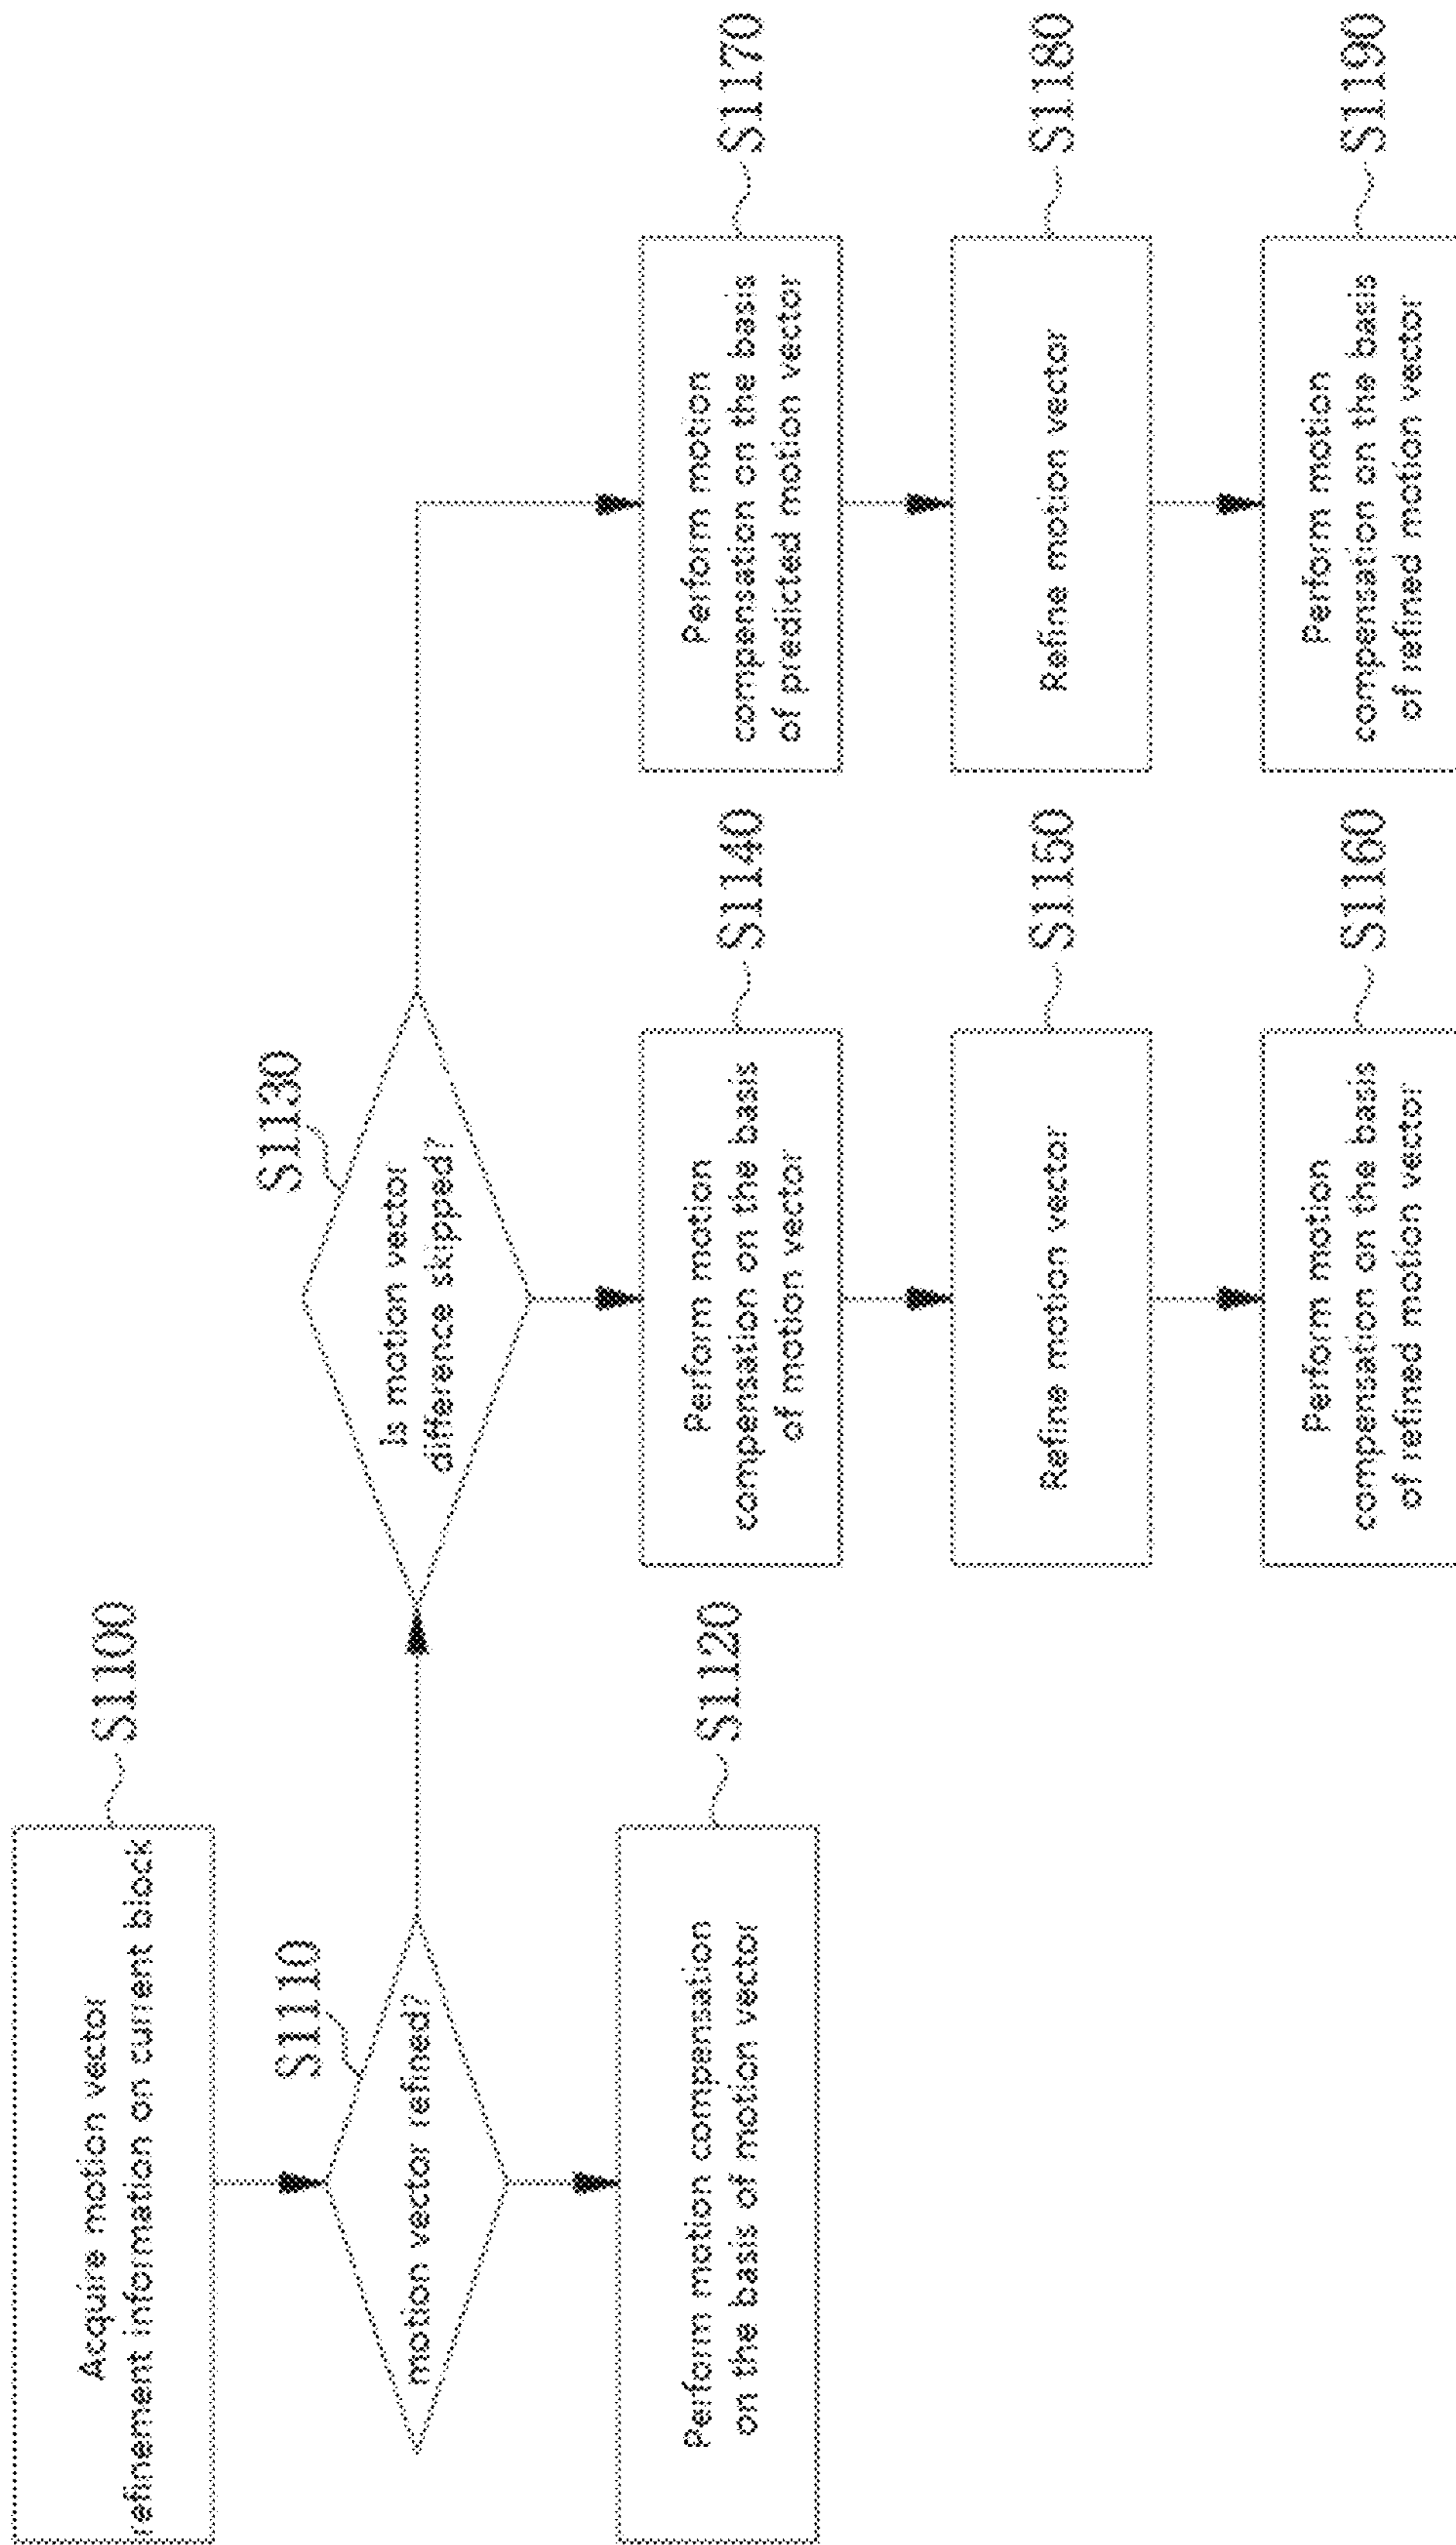 Acquire motion vector
refinement information on current block
S1100
S1110
motion vector refined?
Perform motion compensation
on the basis of motion vector
S1120
S1130
Is motion vector
difference skipped?
Perform motion
compensation on the basis
of motion vector
S1140
Refine motion vector
S1150
Perform motion
compensation on the basis
of refined motion vector
S1160
Perform motion
compensation on the basis
of predicted motion vector
S1170
Refine motion vector
S1180
Perform motion
compensation on the basis
of refined motion vector
S1190